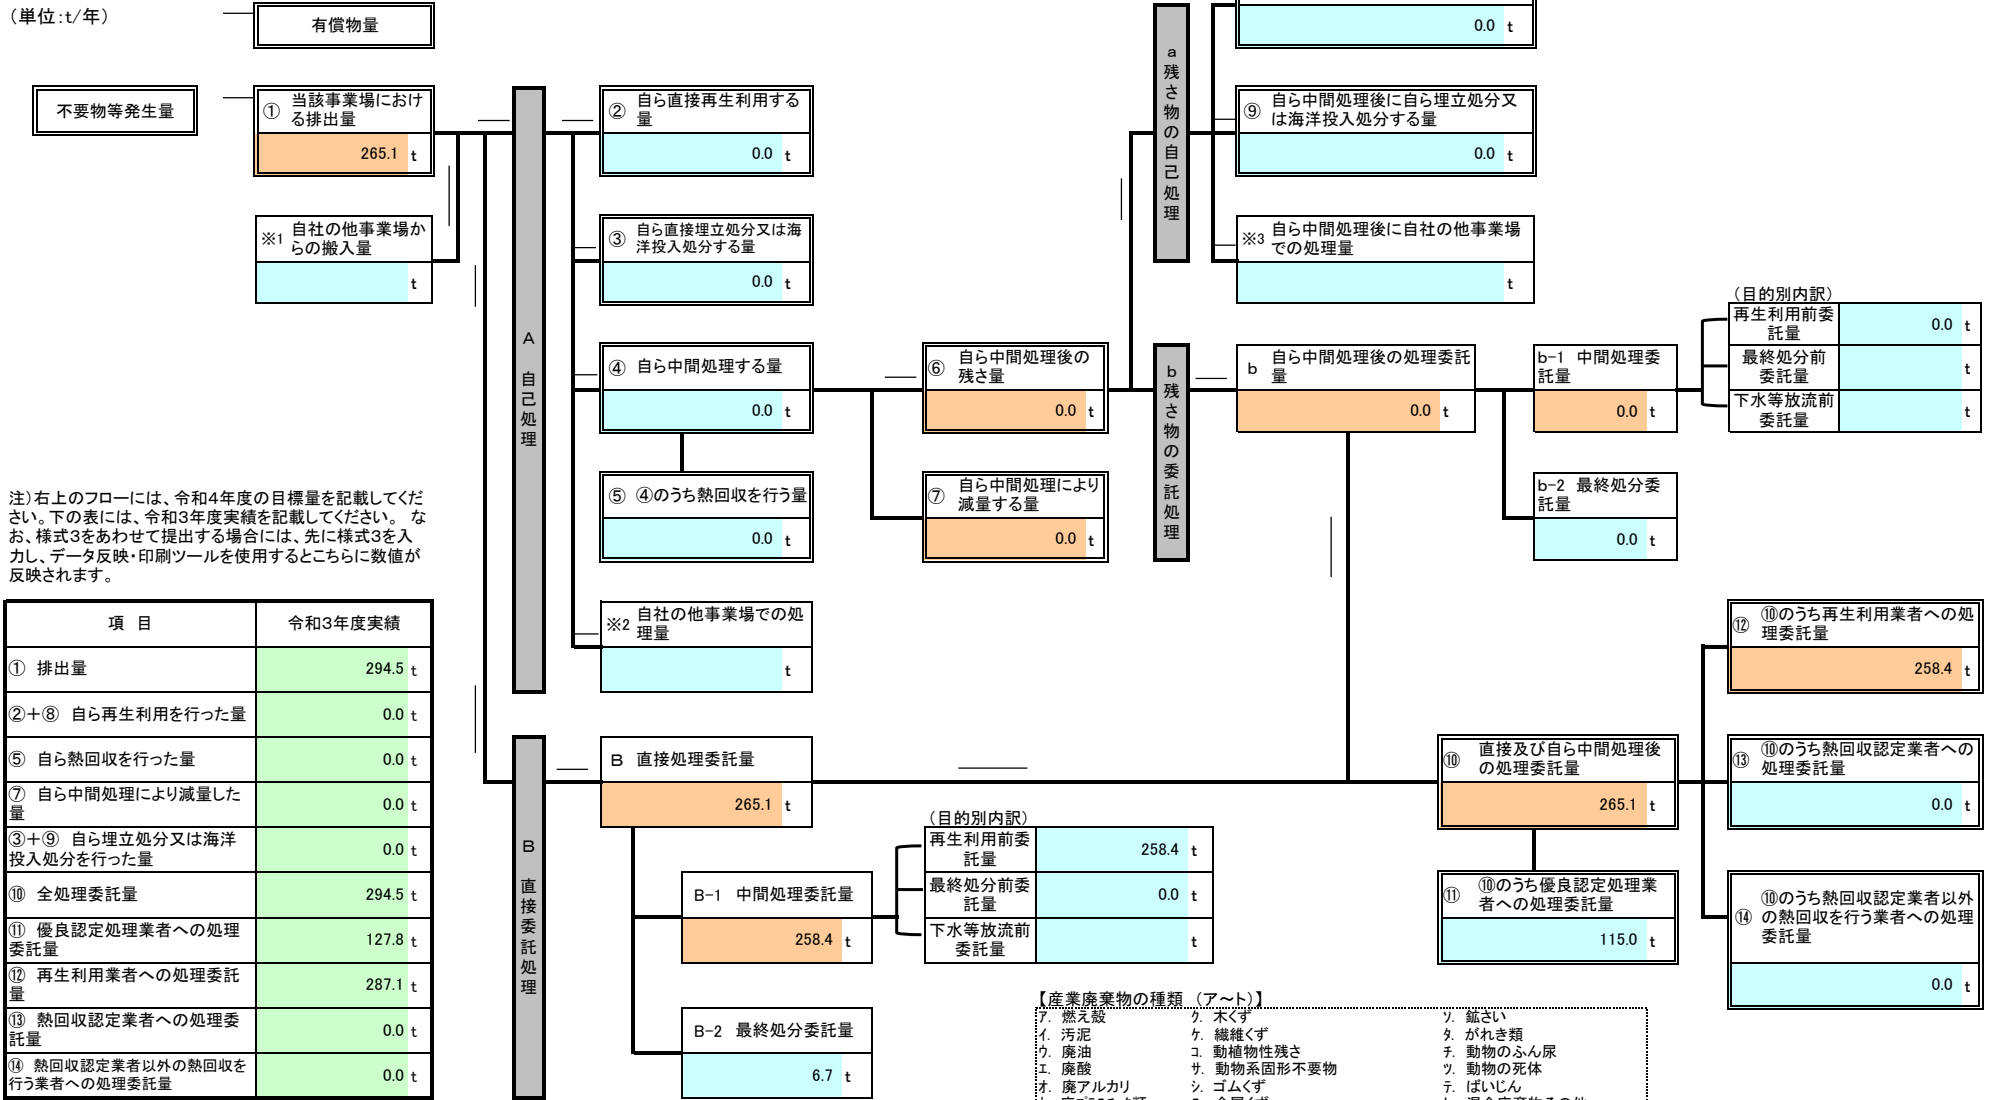 （単位：t/年）
有償物量
不要物等発生量
① 当該事業場におけ
る排出量
265.1 t
※1 自社の他事業場か
らの搬入量
t
A 自己処理
② 自ら直接再生利用する
量
0.0 t
③ 自ら直接埋立処分又は海
洋投入処分する量
0.0 t
④ 自ら中間処理する量
0.0 t
⑤ ④のうち熱回収を行う量
0.0 t
※2 自社の他事業場での処
理量
t
⑥ 自ら中間処理後の
残さ量
0.0 t
⑦ 自ら中間処理により
減量する量
0.0 t
a 残さ物の自己処理
0.0 t
⑨ 自ら中間処理後に自ら埋立処分又
は海洋投入処分する量
0.0 t
※3 自ら中間処理後に自社の他事業場
での処理量
t
b 残さ物の委託処理
b 自ら中間処理後の処理委託
量
0.0 t
b-1 中間処理委
託量
0.0 t
b-2 最終処分委
託量
0.0 t
（目的別内訳）
再生利用前委
託量
0.0 t
最終処分前
委託量
t
下水等放流前
委託量
t
注）右上のフローには、令和４年度の目標量を記載してくだ
さい。下の表には、令和３年度実績を記載してください。 な
お、様式３をあわせて提出する場合には、先に様式３を入
力し、データ反映・印刷ツールを使用するとこちらに数値が
反映されます。
項 目 令和３年度実績
① 排出量 294.5 t
②＋⑧ 自ら再生利用を行った量 0.0 t
⑤ 自ら熱回収を行った量 0.0 t
⑦ 自ら中間処理により減量した
量 0.0 t
③＋⑨ 自ら埋立処分又は海洋
投入処分を行った量 0.0 t
⑩ 全処理委託量 294.5 t
⑪ 優良認定処理業者への処理
委託量 127.8 t
⑫ 再生利用業者への処理委託
量 287.1 t
⑬ 熱回収認定業者への処理委
託量 0.0 t
⑭ 熱回収認定業者以外の熱回収を
行う業者への処理委託量 0.0 t
B 直接委託処理
B 直接処理委託量
265.1 t
B-1 中間処理委託量
258.4 t
B-2 最終処分委託量
6.7 t
（目的別内訳）
再生利用前委
託量
258.4 t
最終処分前委
託量
0.0 t
下水等放流前
委託量
t
⑩ 直接及び自ら中間処理後
の処理委託量
265.1 t
⑪ ⑩のうち優良認定処理業
者への処理委託量
115.0 t
⑫ ⑩のうち再生利用業者への処
理委託量
258.4 t
⑬ ⑩のうち熱回収認定業者への
処理委託量
0.0 t
⑭ ⑩のうち熱回収認定業者以外
の熱回収を行う業者への処理
委託量
0.0 t
【産業廃棄物の種類 （ア～ト）】
ア. 燃え殻 ク. 木くず ソ. 鉱さい
イ. 汚泥 ケ. 繊維くず タ. がれき類
ウ. 廃油 コ. 動植物性残さ チ. 動物のふん尿
エ. 廃酸 サ. 動物系固形不要物 ツ. 動物の死体
オ. 廃アルカリ シ. ゴムくず テ. ばいじん